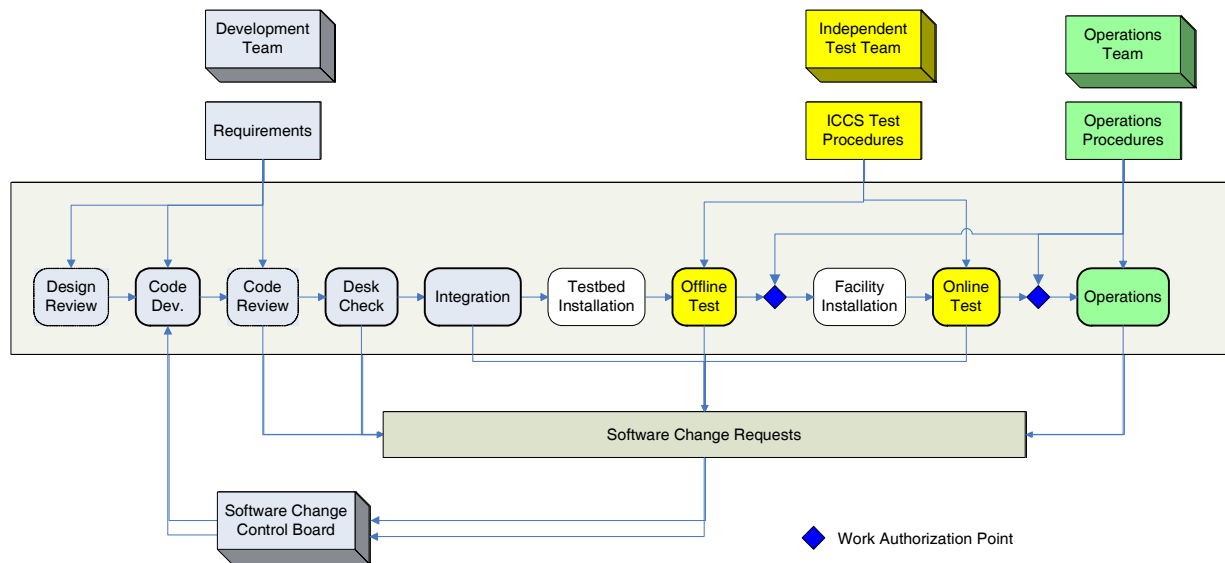 Development
Team
Independent
Test Team
Operations
Team
Requirements
ICCS Test
Procedures
Operations
Procedures
Design
Review
Code
Dev.
Code
Review
Desk
Check
Integration
Testbed
Installation
Offline
Test
Facility
Installation
Online
Test
Operations
Software Change Requests
Software Change
Control Board
Work Authorization Point